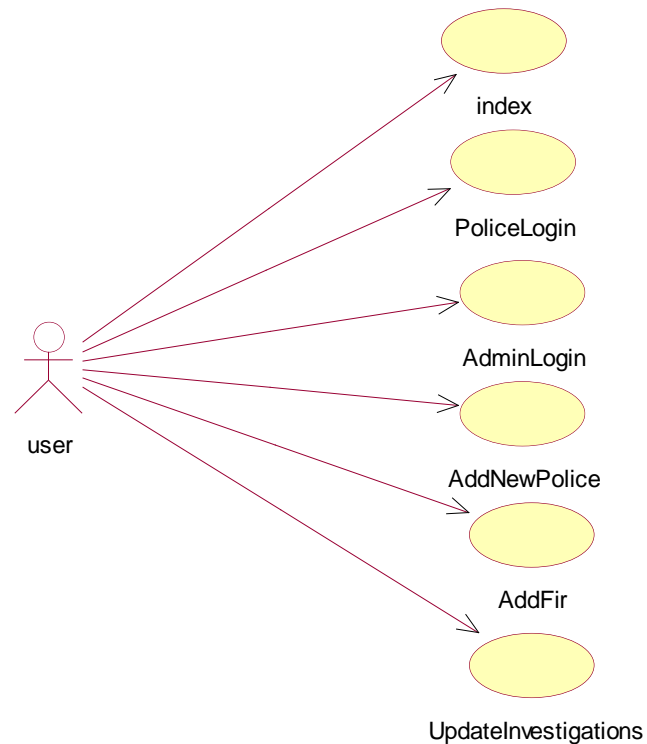 index
PoliceLogin
AdminLogin
user
AddNewPolice
AddFir
UpdateInvestigations